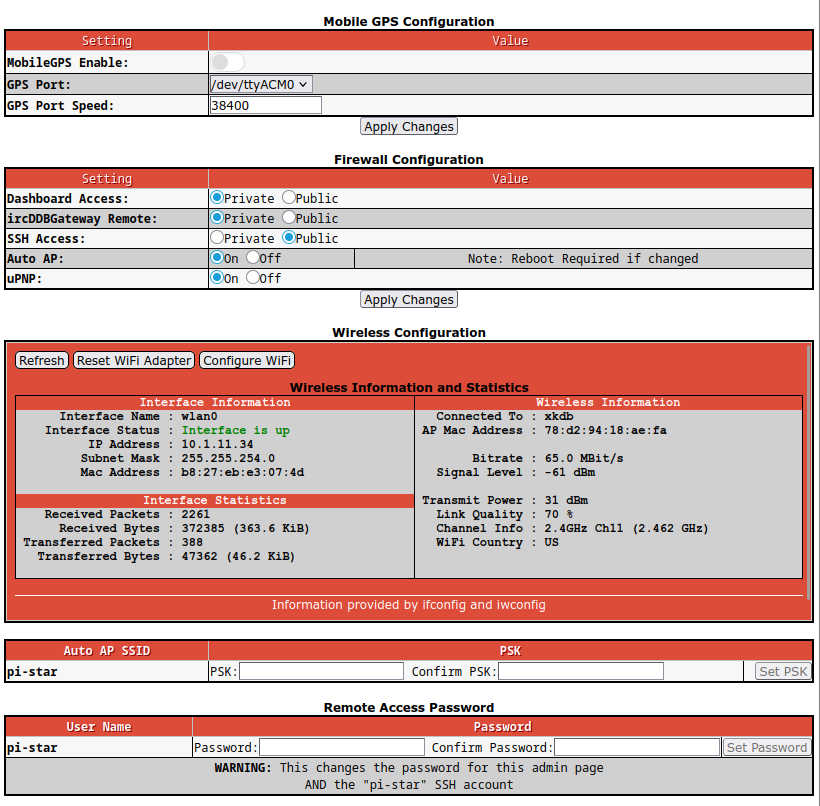 Mobile GPS Configuration
Setting Value
MobileGPS Enable:
GPS Port: /dev/ttyACM0
GPS Port Speed: 38400
Apply Changes
Firewall Configuration
Setting Value
Dashboard Access: Private Public
ircDDBGateway Remote: Private Public
SSH Access: Private Public
Auto AP: On Off Note: Reboot Required if changed
uPNP: On Off
Apply Changes
Wireless Configuration
Refresh Reset WiFi Adapter Configure WiFi
Wireless Information and Statistics
Interface Information
Interface Name : wlan0
Interface Status : Interface is up
IP Address : 10.1.11.34
Subnet Mask : 255.255.254.0
Mac Address : b8:27:eb:e3:07:4d
Interface Statistics
Received Packets : 2261
Received Bytes : 372385 (363.6 KiB)
Transferred Packets : 388
Transferred Bytes : 47362 (46.2 KiB)
Wireless Information
Connected To : xkdb
AP Mac Address : 78:d2:94:18:ae:fa
Bitrate : 65.0 MBit/s
Signal Level : -61 dBm
Transmit Power : 31 dBm
Link Quality : 70 %
Channel Info : 2.4GHz Ch11 (2.462 GHz)
WiFi Country : US
Information provided by ifconfig and iwconfig
Auto AP SSID PSK
pi-star PSK: Confirm PSK: Set PSK
Remote Access Password
User Name Password
pi-star Password: Confirm Password: Set Password
WARNING: This changes the password for this admin page
AND the "pi-star" SSH account